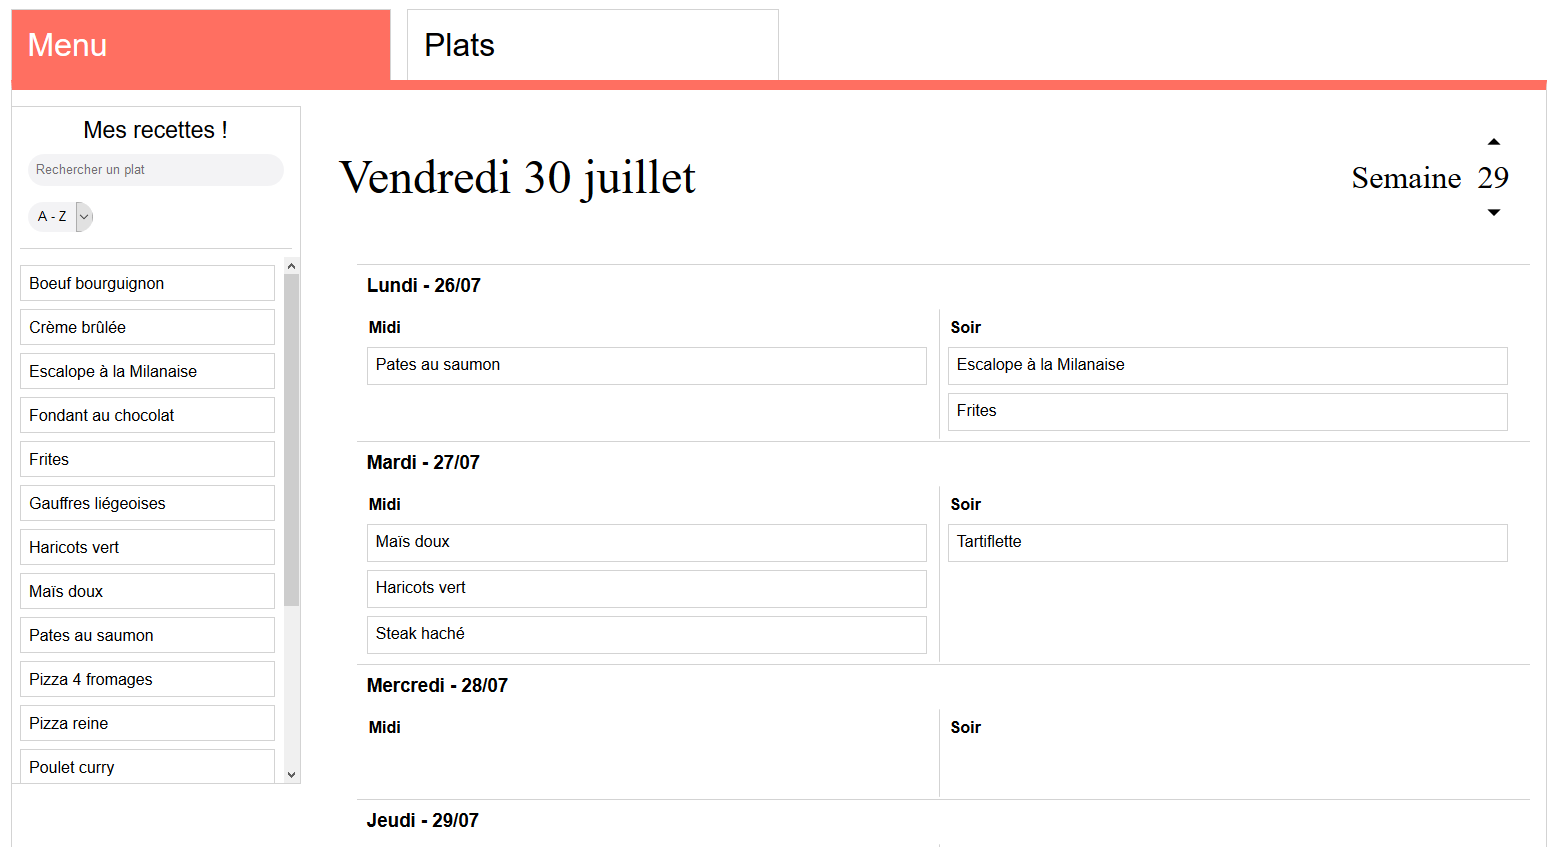 Menu
Plats
Mes recettes !
Rechercher un plat
A - Z
Boeuf bourguignon
Crème brûlée
Escalope à la Milanaise
Fondant au chocolat
Frites
Gauffres liégeoises
Haricots vert
Maïs doux
Pates au saumon
Pizza 4 fromages
Pizza reine
Poulet curry
Vendredi 30 juillet
Semaine 29
Lundi - 26/07
Midi
Pates au saumon
Soir
Escalope à la Milanaise
Frites
Mardi - 27/07
Midi
Maïs doux
Haricots vert
Steak haché
Soir
Tartiflette
Mercredi - 28/07
Midi
Soir
Jeudi - 29/07